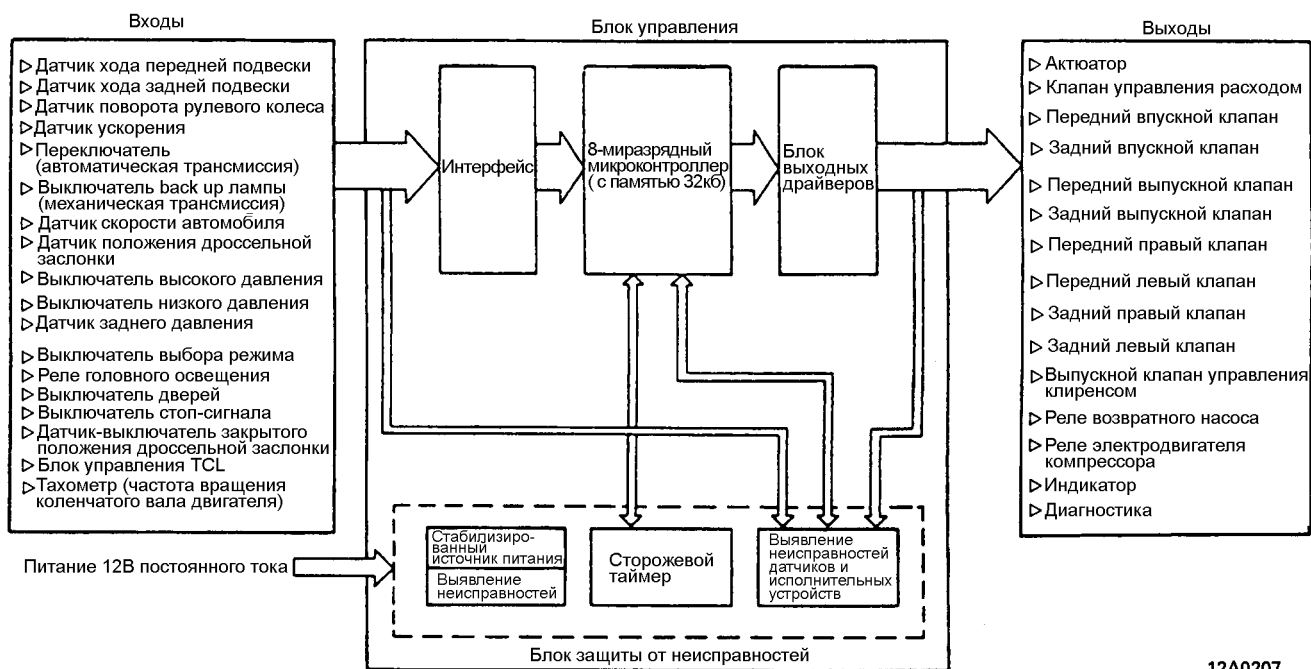 Входы
▷ Датчик хода передней подвески
▷ Датчик хода задней подвески
▷ Датчик поворота рулевого колеса
▷ Датчик ускорения
▷ Переключатель
(автоматическая трансмиссия)
▷ Выключатель back up лампы
(механическая трансмиссия)
▷ Датчик скорости автомобиля
▷ Датчик положения дроссельной
заслонки
▷ Выключатель высокого давления
▷ Выключатель низкого давления
▷ Датчик заднего давления
▷ Выключатель выбора режима
▷ Реле головного освещения
▷ Выключатель дверей
▷ Выключатель стоп-сигнала
▷ Датчик-выключатель закрытого
положения дроссельной заслонки
▷ Блок управления TCL
▷ Тахометр (частота вращения
коленчатого вала двигателя)
Питание 12В постоянного тока
Блок управления
Интерфейс
8-миразрядный
микроконтроллер
( с памятью 32кб)
Блок
выходных
драйверов
Стабилизиро-
ванный
источник питания
Выявление
неисправностей
Сторожевой
таймер
Выявление
неисправностей
датчиков и
исполнительных
устройств
Блок защиты от неисправностей
Выходы
▷ Актюатор
▷ Клапан управления расходом
▷ Передний впускной клапан
▷ Задний впускной клапан
▷ Передний выпускной клапан
▷ Задний выпускной клапан
▷ Передний правый клапан
▷ Передний левый клапан
▷ Задний правый клапан
▷ Задний левый клапан
▷ Выпускной клапан управления
клиренсом
▷ Реле возвратного насоса
▷ Реле электродвигателя
компрессора
▷ Индикатор
▷ Диагностика
12A0207